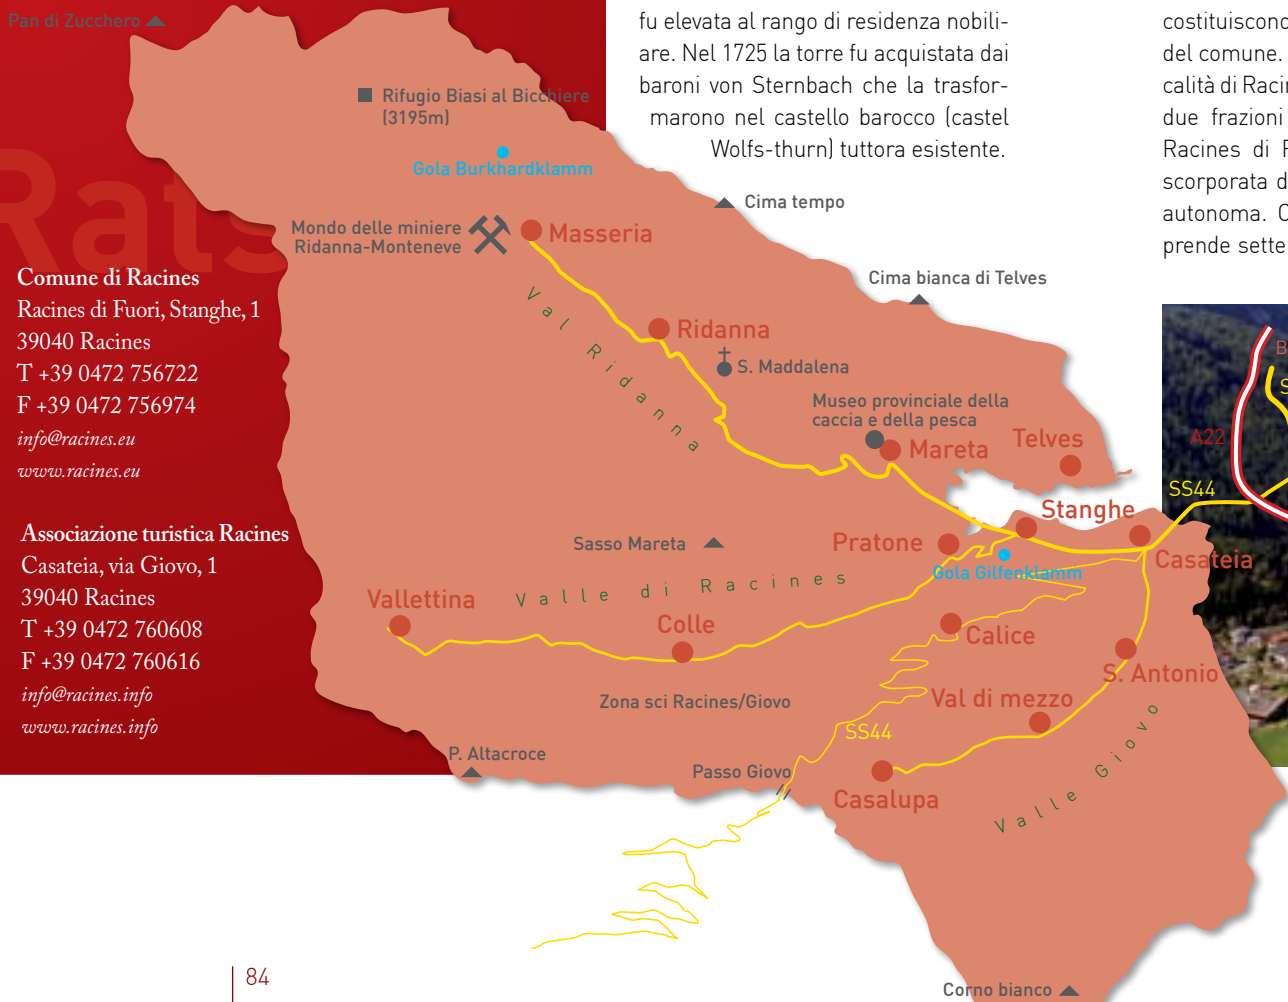 Pan di Zucchero
Rats
Comune di Racines
Racines di Fuori, Stanghe, 1
39040 Racines
T +39 0472 756722
F +39 0472 756974
info@racines.eu
www.racines.eu
Associazione turistica Racines
Casateia, via Giovo, 1
39040 Racines
T +39 0472 760608
F +39 0472 760616
info@racines.info
www.racines.info
fu elevata al rango di residenza nobili-
are. Nel 1725 la torre fu acquistata dai
baroni von Sternbach che la trasfor-
marono nel castello barocco (castel
Wolfs-thurn) tuttora esistente.
costituiscono
del comune.
calità di Racin
due frazioni
Racines di F
scorporata d
autonoma. C
prende sette
Rifugio Biasi al Bicchiere
(3195m)
Gola Burkhardklamm
Cima tempo
Mondo delle miniere
Ridanna-Monteneve
Masseria
Cima bianca di Telves
Val Ridanna
Ridanna
S. Maddalena
Museo provinciale della
caccia e della pesca
Mareta
Telves
B
S
A22
SS44
Stanghe
Sasso Mareta
Pratone
Casateia
Gola Gilfenklamm
Valle di Racines
Vallettina
Colle
Calice
S. Antonio
Zona sci Racines/Giovo
Val di mezzo
SS44
Valle Giovo
P. Altacroce
Passo Giovo
Casalupa
84
Corno bianco